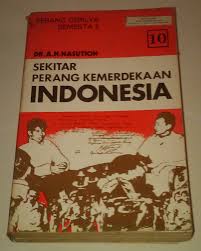 PERANG GERILYA
SEMESTA II
10
DR. A.H. NASUTION
SEKITAR
PERANG KEMERDEKAAN
INDONESIA